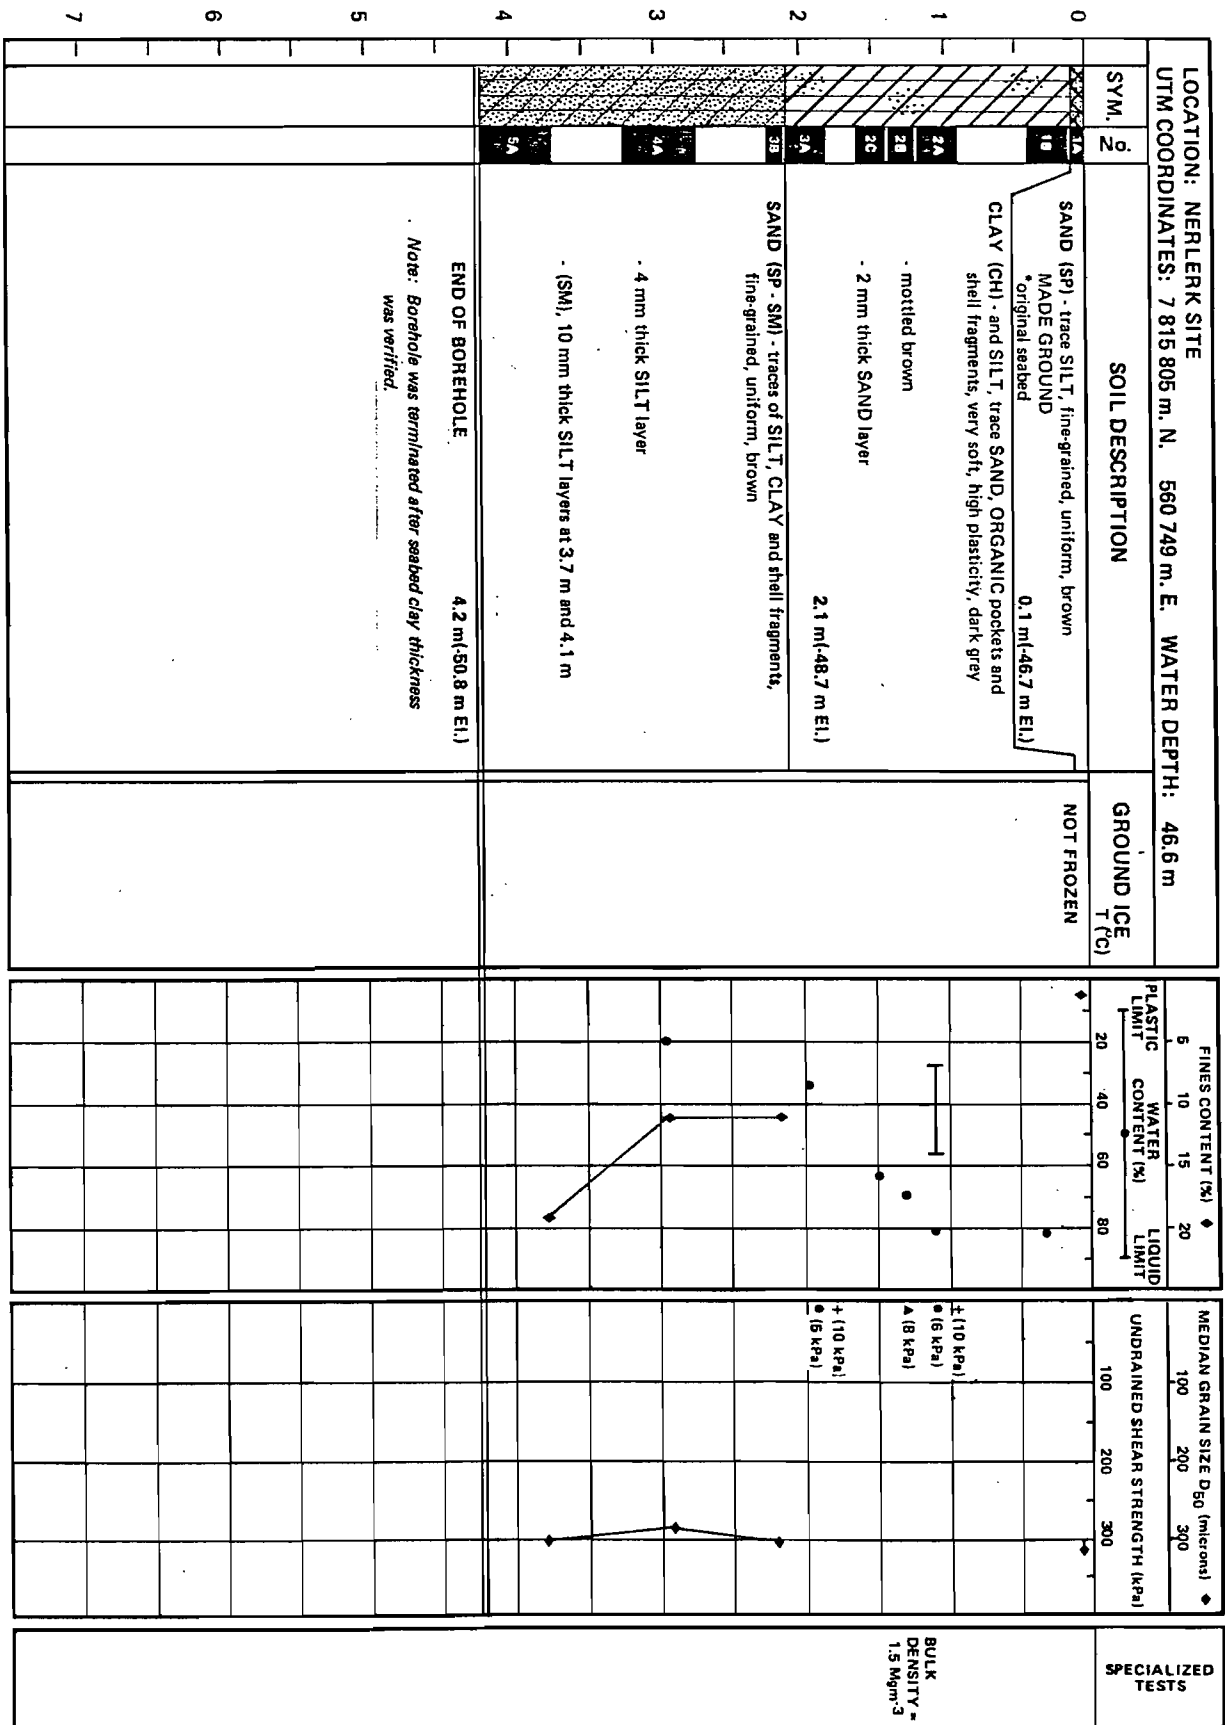 LOCATION: NERLERK SITE
UTM COORDINATES: 7 815 805 m. N. 560 749 m. E. WATER DEPTH: 46.6 m
SYM.
No.
SOIL DESCRIPTION
GROUND ICE
T (°C)
FINES CONTENT (%) ◆
5 10 15 20
PLASTIC LIMIT
WATER CONTENT (%)
LIQUID LIMIT
20 40 60 80
MEDIAN GRAIN SIZE D50 (microns) ◆
100 200 300
UNDRAINED SHEAR STRENGTH (kPa)
100 200 300
SPECIALIZED TESTS
0
1
2
3
4
5
6
7
1A
1B
2A
2B
2C
3A
3B
4A
5A
SAND (SP) - trace SILT, fine-grained, uniform, brown
MADE GROUND
*original seabed
0.1 m(-46.7 m El.)
CLAY (CH) - and SILT, trace SAND, ORGANIC pockets and
shell fragments, very soft, high plasticity, dark grey
- mottled brown
- 2 mm thick SAND layer
2.1 m(-48.7 m El.)
SAND (SP - SM) - traces of SILT, CLAY and shell fragments,
fine-grained, uniform, brown
- 4 mm thick SILT layer
- (SM), 10 mm thick SILT layers at 3.7 m and 4.1 m
4.2 m(-50.8 m El.)
END OF BOREHOLE
Note: Borehole was terminated after seabed clay thickness
was verified.
NOT FROZEN
+ (10 kPa)
● (6 kPa)
▲ (8 kPa)
+ (10 kPa)
● (6 kPa)
BULK
DENSITY =
1.5 Mgm-3